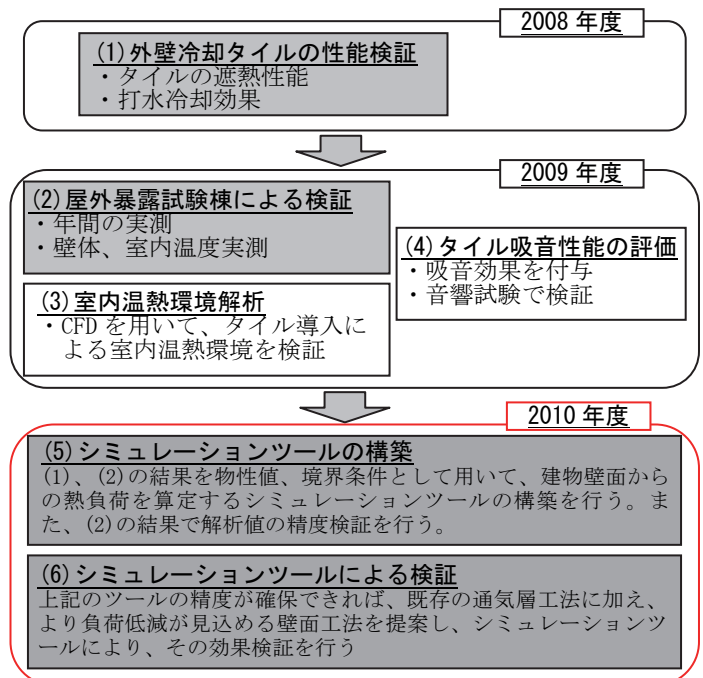 2008 年度
(1)外壁冷却タイルの性能検証
・タイルの遮熱性能
・打水冷却効果
2009 年度
(2)屋外暴露試験棟による検証
・年間の実測
・壁体、室内温度実測
(3)室内温熱環境解析
・CFD を用いて、タイル導入に
よる室内温熱環境を検証
(4)タイル吸音性能の評価
・吸音効果を付与
・音響試験で検証
2010 年度
(5)シミュレーションツールの構築
(1)、(2)の結果を物性値、境界条件として用いて、建物壁面から
の熱負荷を算定するシミュレーションツールの構築を行う。ま
た、(2)の結果で解析値の精度検証を行う。
(6)シミュレーションツールによる検証
上記のツールの精度が確保できれば、既存の通気層工法に加え、
より負荷低減が見込める壁面工法を提案し、シミュレーションツ
ールにより、その効果検証を行う